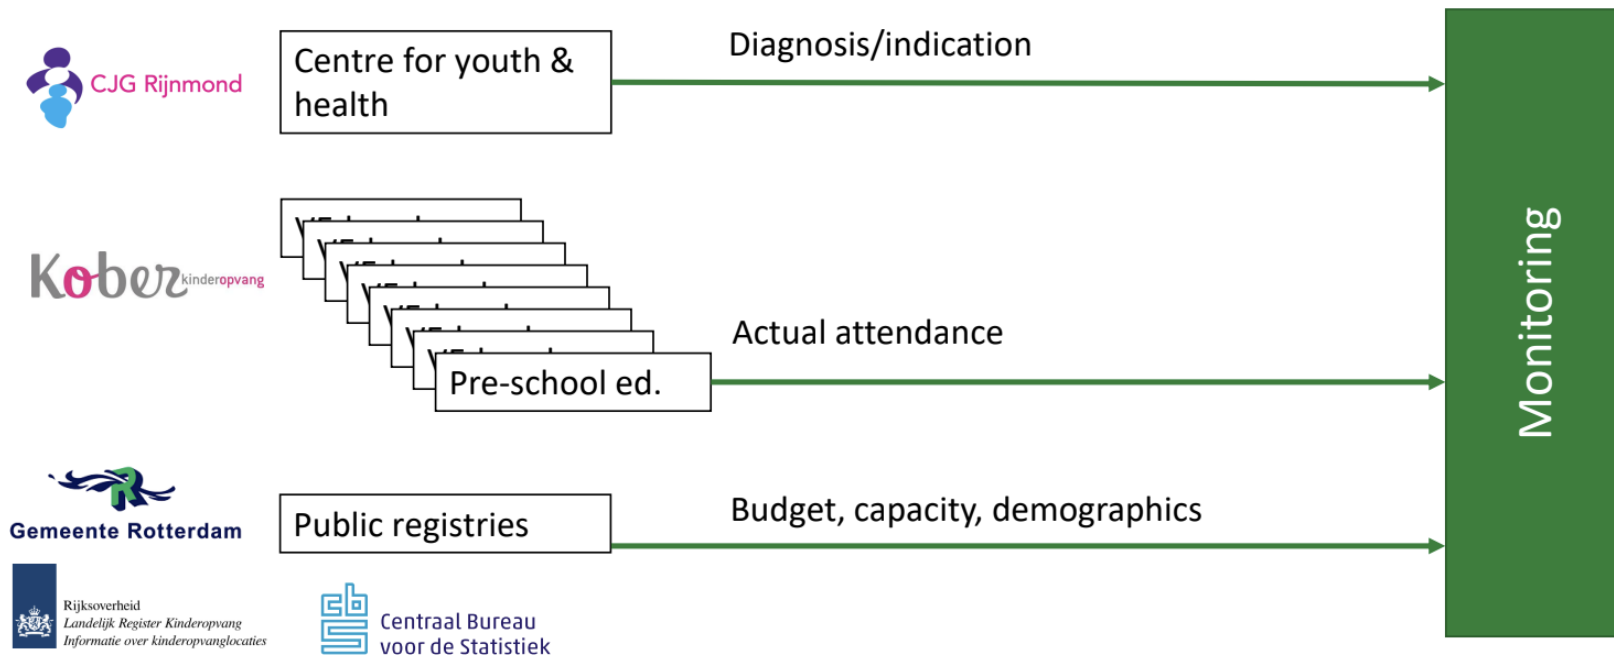 CJG Rijnmond
Centre for youth &
health
Diagnosis/indication
Kober kinderopvang
Pre-school ed.
Actual attendance
Monitoring
Gemeente Rotterdam
Public registries
Budget, capacity, demographics
Rijksoverheid
Landelijk Register Kinderopvang
Informatie over kinderopvanglocaties
cbs
Centraal Bureau
voor de Statistiek